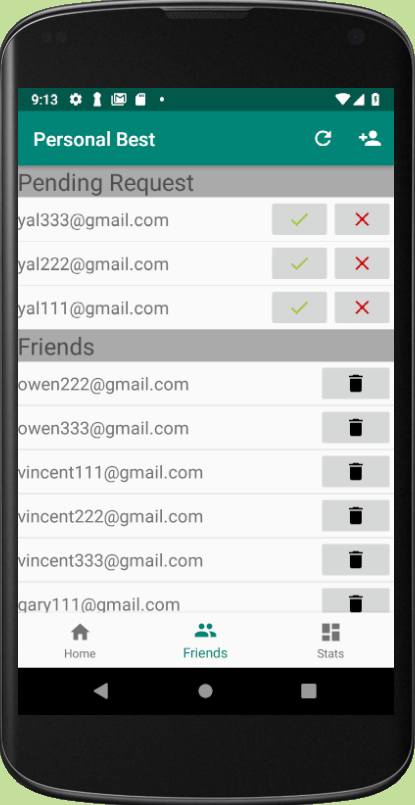 9:13
Personal Best
Pending Request
yal333@gmail.com
yal222@gmail.com
yal111@gmail.com
Friends
owen222@gmail.com
owen333@gmail.com
vincent111@gmail.com
vincent222@gmail.com
vincent333@gmail.com
gary111@gmail.com
Home
Friends
Stats